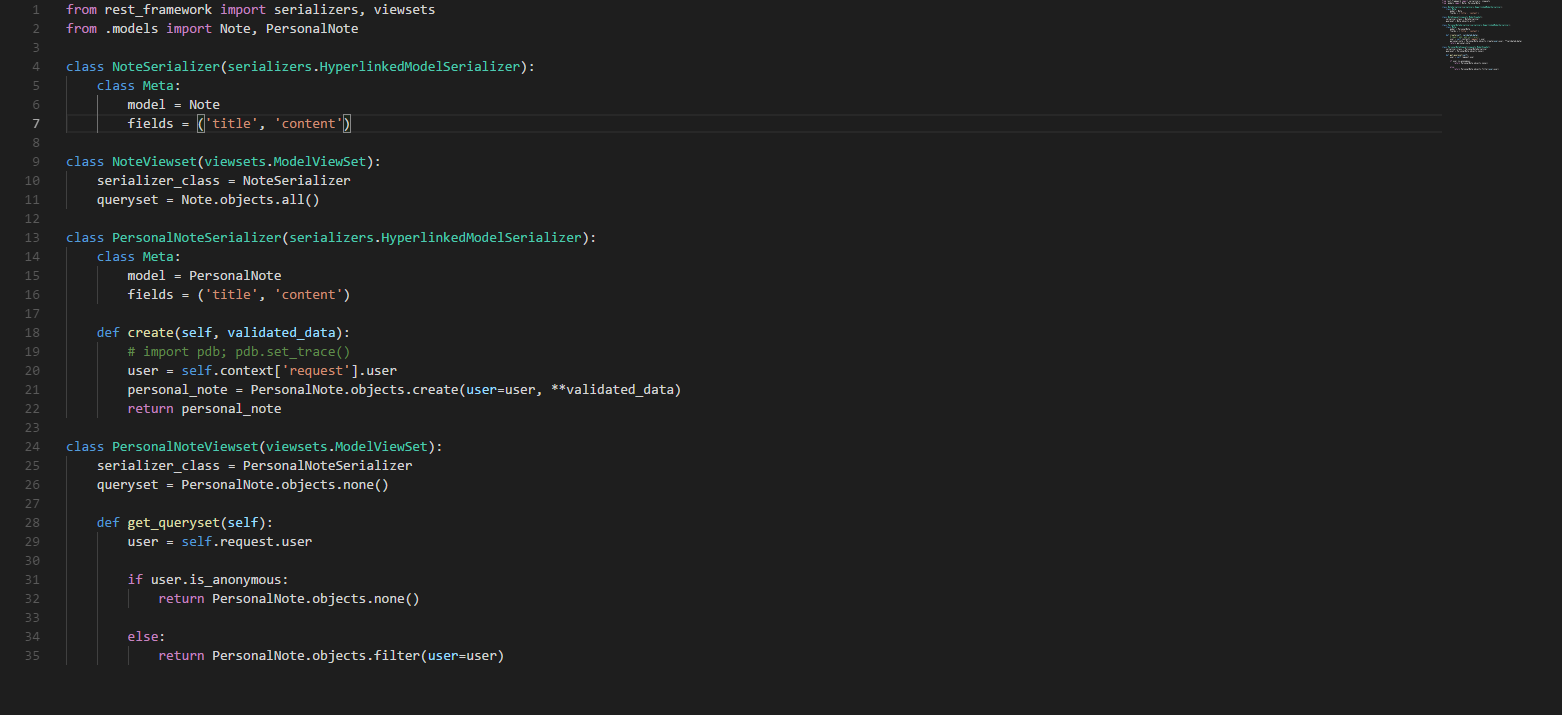 1 from rest_framework import serializers, viewsets
2 from .models import Note, PersonalNote
3
4 class NoteSerializer(serializers.HyperlinkedModelSerializer):
5     class Meta:
6         model = Note
7         fields = ('title', 'content')
8
9 class NoteViewset(viewsets.ModelViewSet):
10     serializer_class = NoteSerializer
11     queryset = Note.objects.all()
12
13 class PersonalNoteSerializer(serializers.HyperlinkedModelSerializer):
14     class Meta:
15         model = PersonalNote
16         fields = ('title', 'content')
17
18     def create(self, validated_data):
19         # import pdb; pdb.set_trace()
20         user = self.context['request'].user
21         personal_note = PersonalNote.objects.create(user=user, **validated_data)
22         return personal_note
23
24 class PersonalNoteViewset(viewsets.ModelViewSet):
25     serializer_class = PersonalNoteSerializer
26     queryset = PersonalNote.objects.none()
27
28     def get_queryset(self):
29         user = self.request.user
30
31         if user.is_anonymous:
32             return PersonalNote.objects.none()
33
34         else:
35             return PersonalNote.objects.filter(user=user)